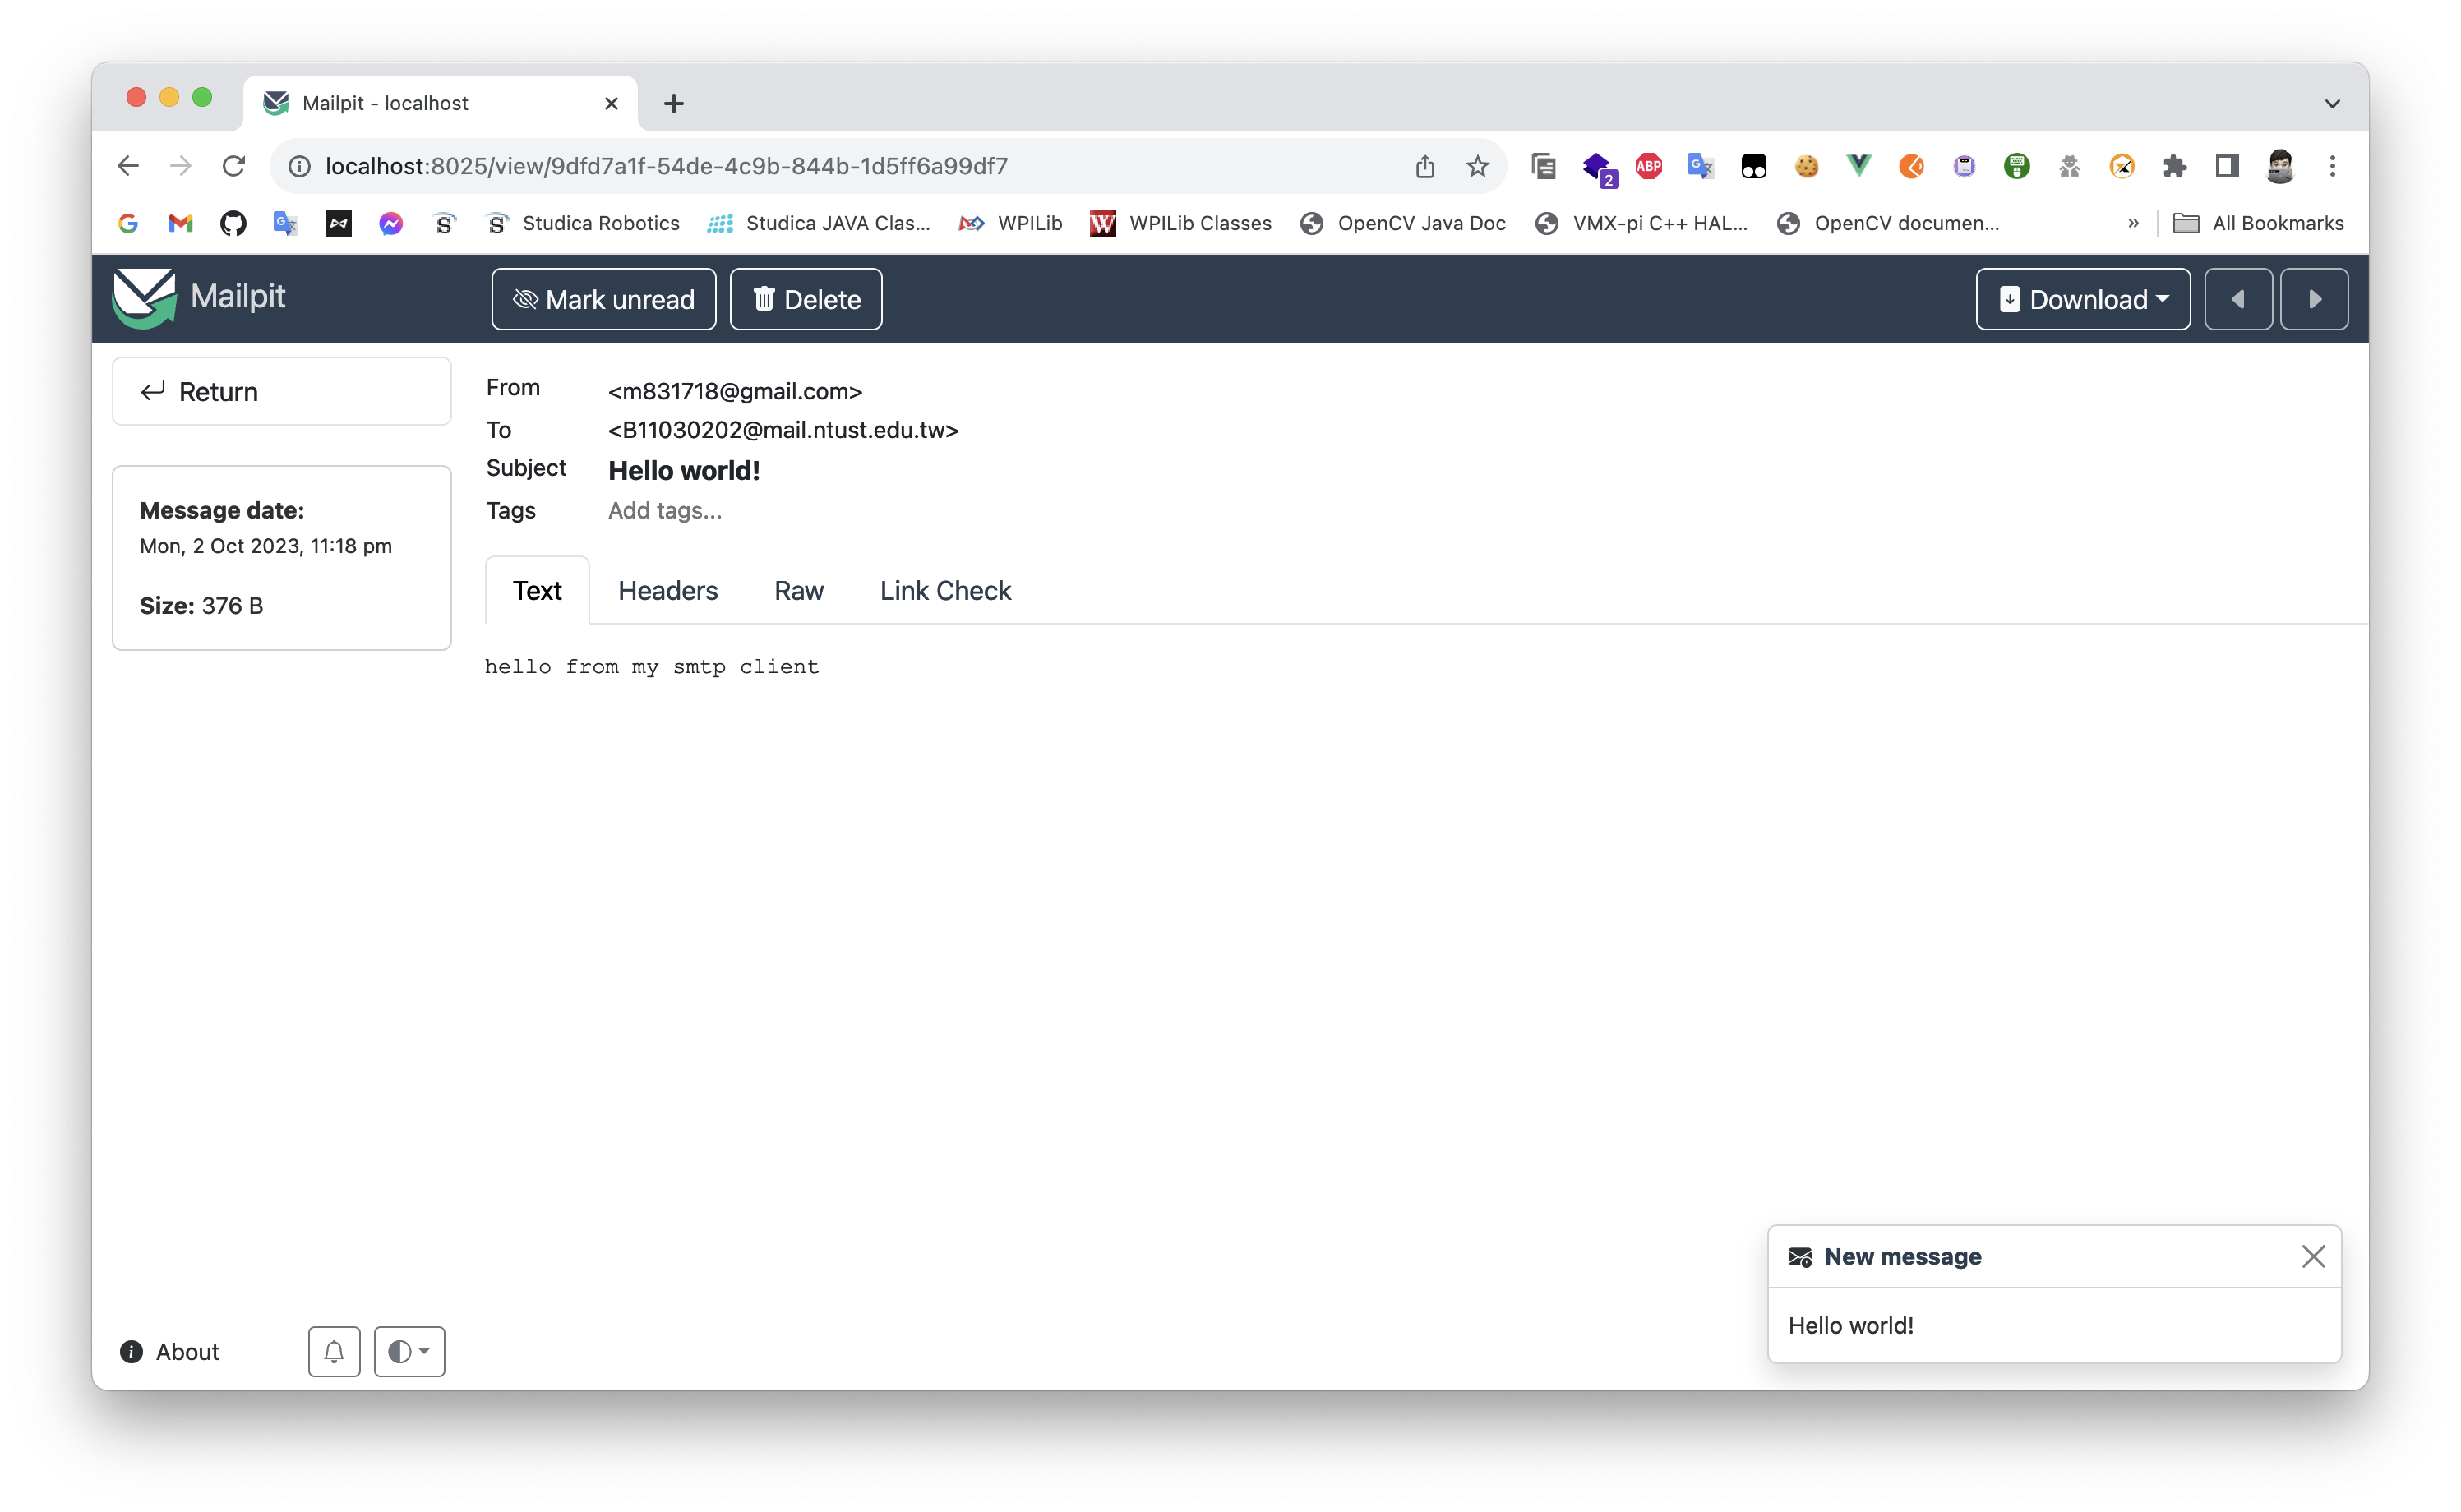 Mailpit - localhost
localhost:8025/view/9dfd7a1f-54de-4c9b-844b-1d5ff6a99df7
2
ABP
Studica Robotics
Studica JAVA Clas...
WPILib
WPILib Classes
OpenCV Java Doc
VMX-pi C++ HAL...
OpenCV documen...
»
All Bookmarks
Mailpit
Mark unread
Delete
Download
Return
Message date:
Mon, 2 Oct 2023, 11:18 pm
Size: 376 B
From <m831718@gmail.com>
To <B11030202@mail.ntust.edu.tw>
Subject Hello world!
Tags Add tags...
Text Headers Raw Link Check
hello from my smtp client
New message
Hello world!
About